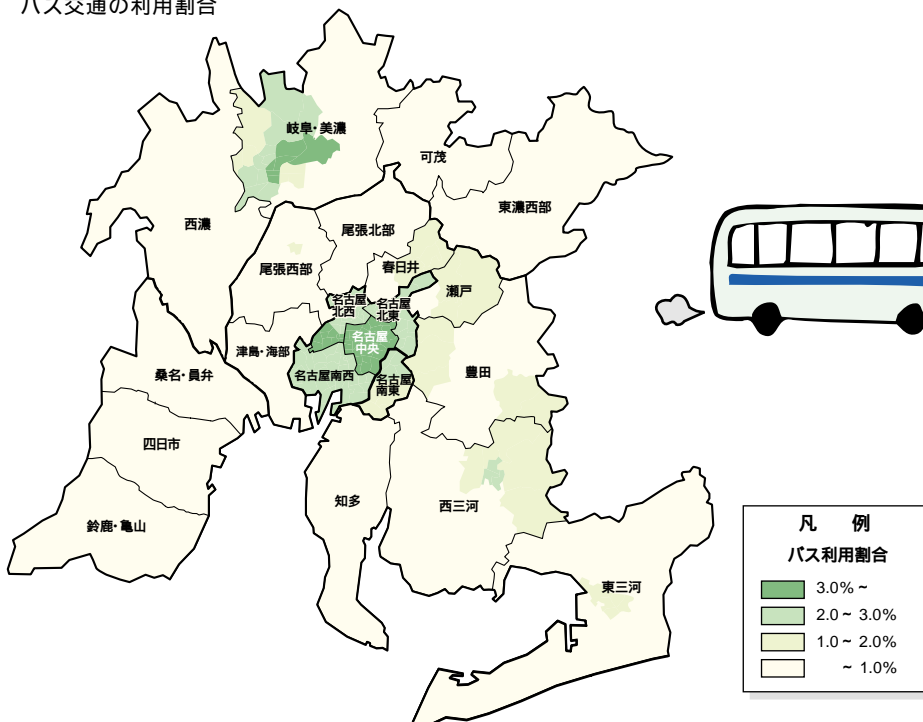 バス交通の利用割合
岐阜・美濃
可茂
東濃西部
西濃
尾張北部
尾張西部
春日井
瀬戸
名古屋
北西
名古屋
北東
名古屋
中央
津島・海部
名古屋南西
名古屋
南東
豊田
桑名・員弁
四日市
鈴鹿・亀山
知多
西三河
東三河
凡 例
バス利用割合
3.0% ~
2.0 ~ 3.0%
1.0 ~ 2.0%
~ 1.0%